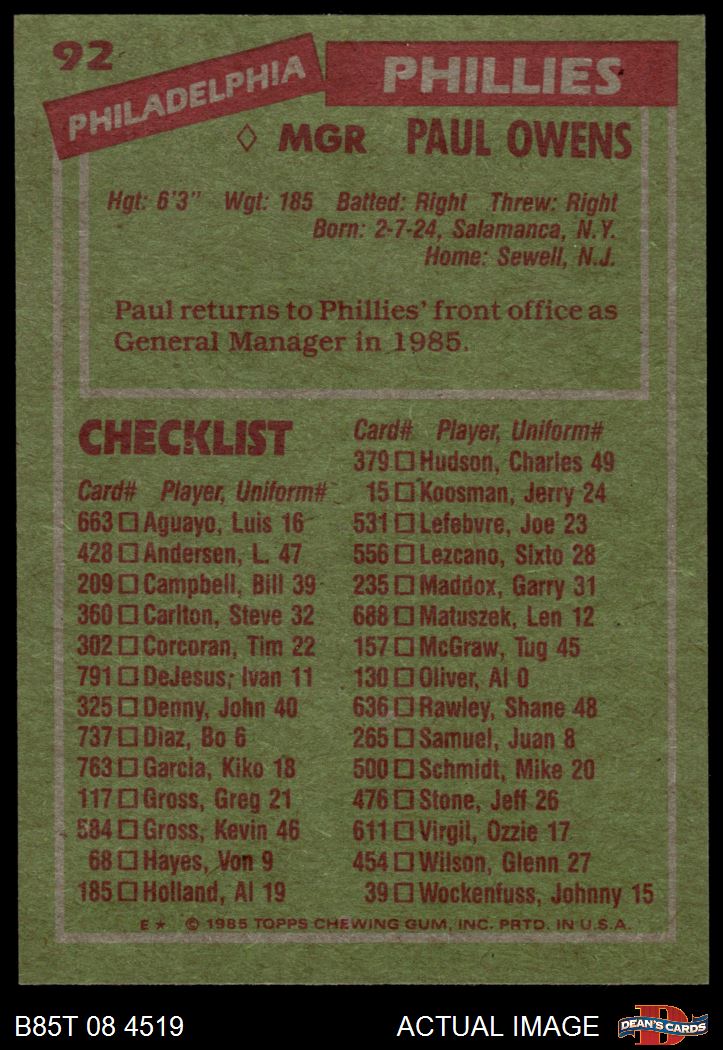 92
PHILADELPHIA PHILLIES
◊ MGR PAUL OWENS
Hgt: 6'3" Wgt: 185 Batted: Right Threw: Right
Born: 2-7-24, Salamanca, N.Y.
Home: Sewell, N.J.
Paul returns to Phillies' front office as
General Manager in 1985.
CHECKLIST
Card# Player, Uniform#
663 □ Aguayo, Luis 16
428 □ Andersen, L. 47
209 □ Campbell, Bill 39
360 □ Carlton, Steve 32
302 □ Corcoran, Tim 22
791 □ DeJesus, Ivan 11
325 □ Denny, John 40
737 □ Diaz, Bo 6
763 □ Garcia, Kiko 18
117 □ Gross, Greg 21
584 □ Gross, Kevin 46
68 □ Hayes, Von 9
185 □ Holland, Al 19
Card# Player, Uniform#
379 □ Hudson, Charles 49
15 □ Koosman, Jerry 24
531 □ Lefebvre, Joe 23
556 □ Lezcano, Sixto 28
235 □ Maddox, Garry 31
688 □ Matuszek, Len 12
157 □ McGraw, Tug 45
130 □ Oliver, Al 0
636 □ Rawley, Shane 48
265 □ Samuel, Juan 8
500 □ Schmidt, Mike 20
476 □ Stone, Jeff 26
611 □ Virgil, Ozzie 17
454 □ Wilson, Glenn 27
39 □ Wockenfuss, Johnny 15
E★ © 1985 TOPPS CHEWING GUM, INC. PRTD. IN U.S.A.
B85T 08 4519
ACTUAL IMAGE
D
DEAN'S CARDS